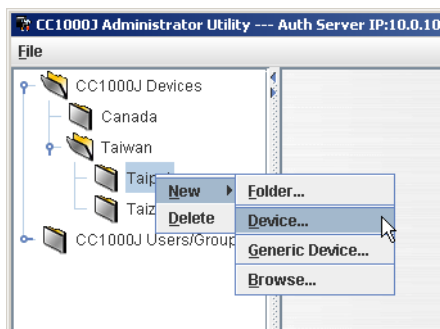 CC1000J Administrator Utility --- Auth Server IP:10.0.10
File
CC1000J Devices
Canada
Taiwan
New
Folder...
Delete
Device...
CC1000J Users/Group
Generic Device...
Browse...